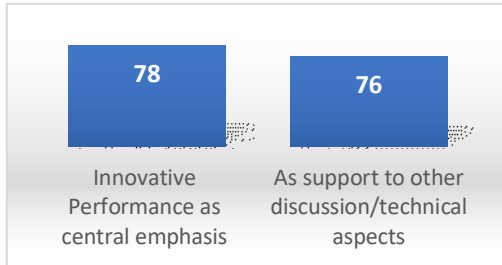 78
76
Innovative
Performance as
central emphasis
As support to other
discussion/technical
aspects